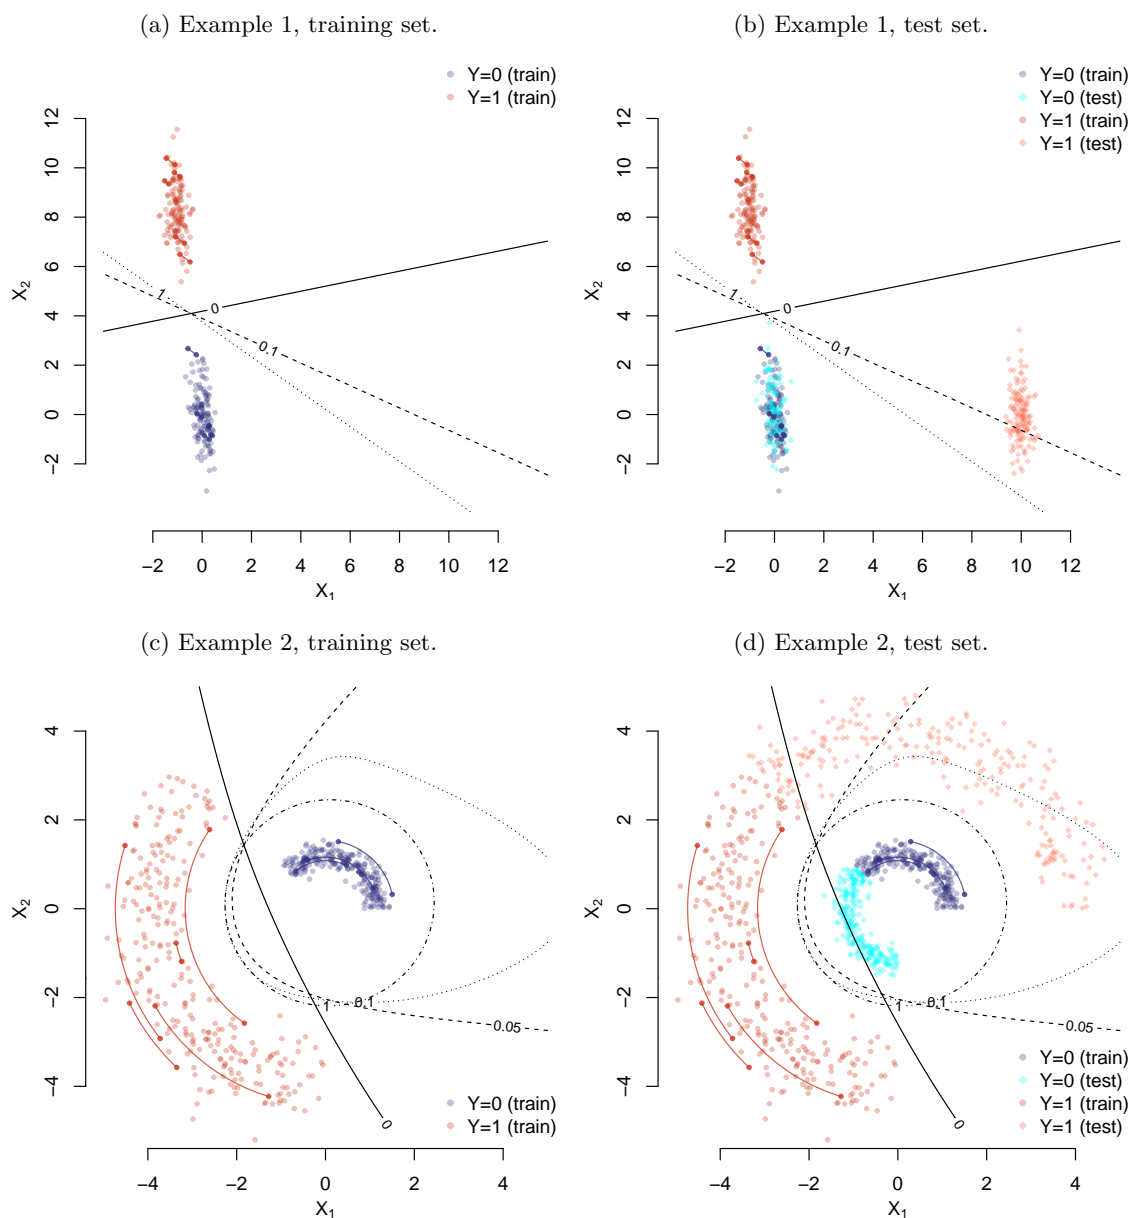 (a) Example 1, training set.
Y=0 (train)
Y=1 (train)
12
10
8
6
4
2
0
−2
X2
0
1
0.1
−2 0 2 4 6 8 10 12
X1
(b) Example 1, test set.
Y=0 (train)
Y=0 (test)
Y=1 (train)
Y=1 (test)
12
10
8
6
4
2
0
−2
X2
0
1
0.1
−2 0 2 4 6 8 10 12
X1
(c) Example 2, training set.
4
2
0
−2
−4
X2
1
0.1
0.05
0
Y=0 (train)
Y=1 (train)
−4 −2 0 2 4
X1
(d) Example 2, test set.
4
2
0
−2
−4
X2
1
0.1
0.05
0
Y=0 (train)
Y=0 (test)
Y=1 (train)
Y=1 (test)
−4 −2 0 2 4
X1